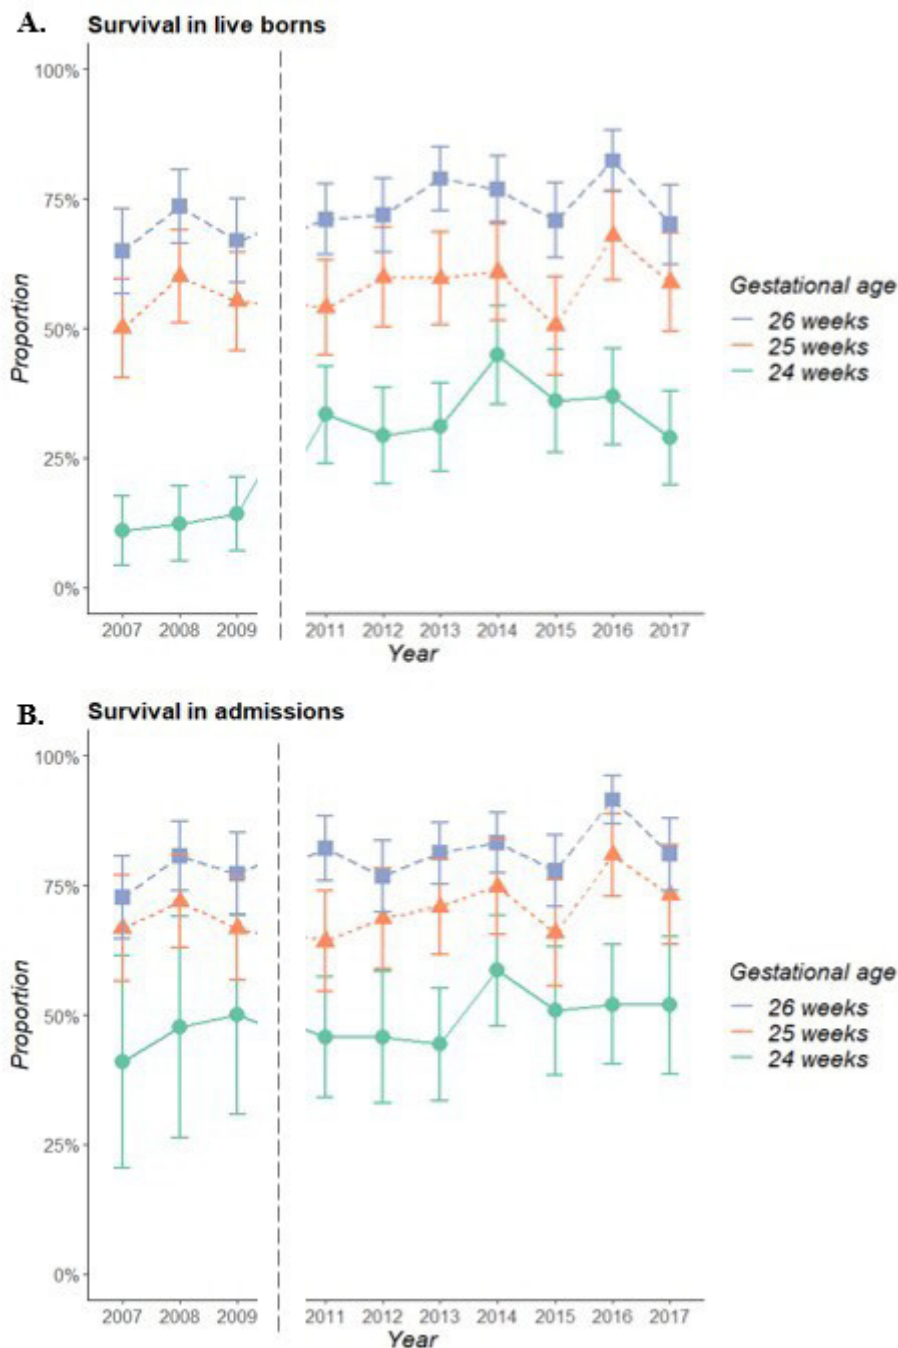 A. Survival in live borns
100%
75%
50%
25%
0%
Proportion
2007 2008 2009 2011 2012 2013 2014 2015 2016 2017
Year
Gestational age
26 weeks
25 weeks
24 weeks
B. Survival in admissions
100%
75%
50%
25%
0%
Proportion
2007 2008 2009 2011 2012 2013 2014 2015 2016 2017
Year
Gestational age
26 weeks
25 weeks
24 weeks